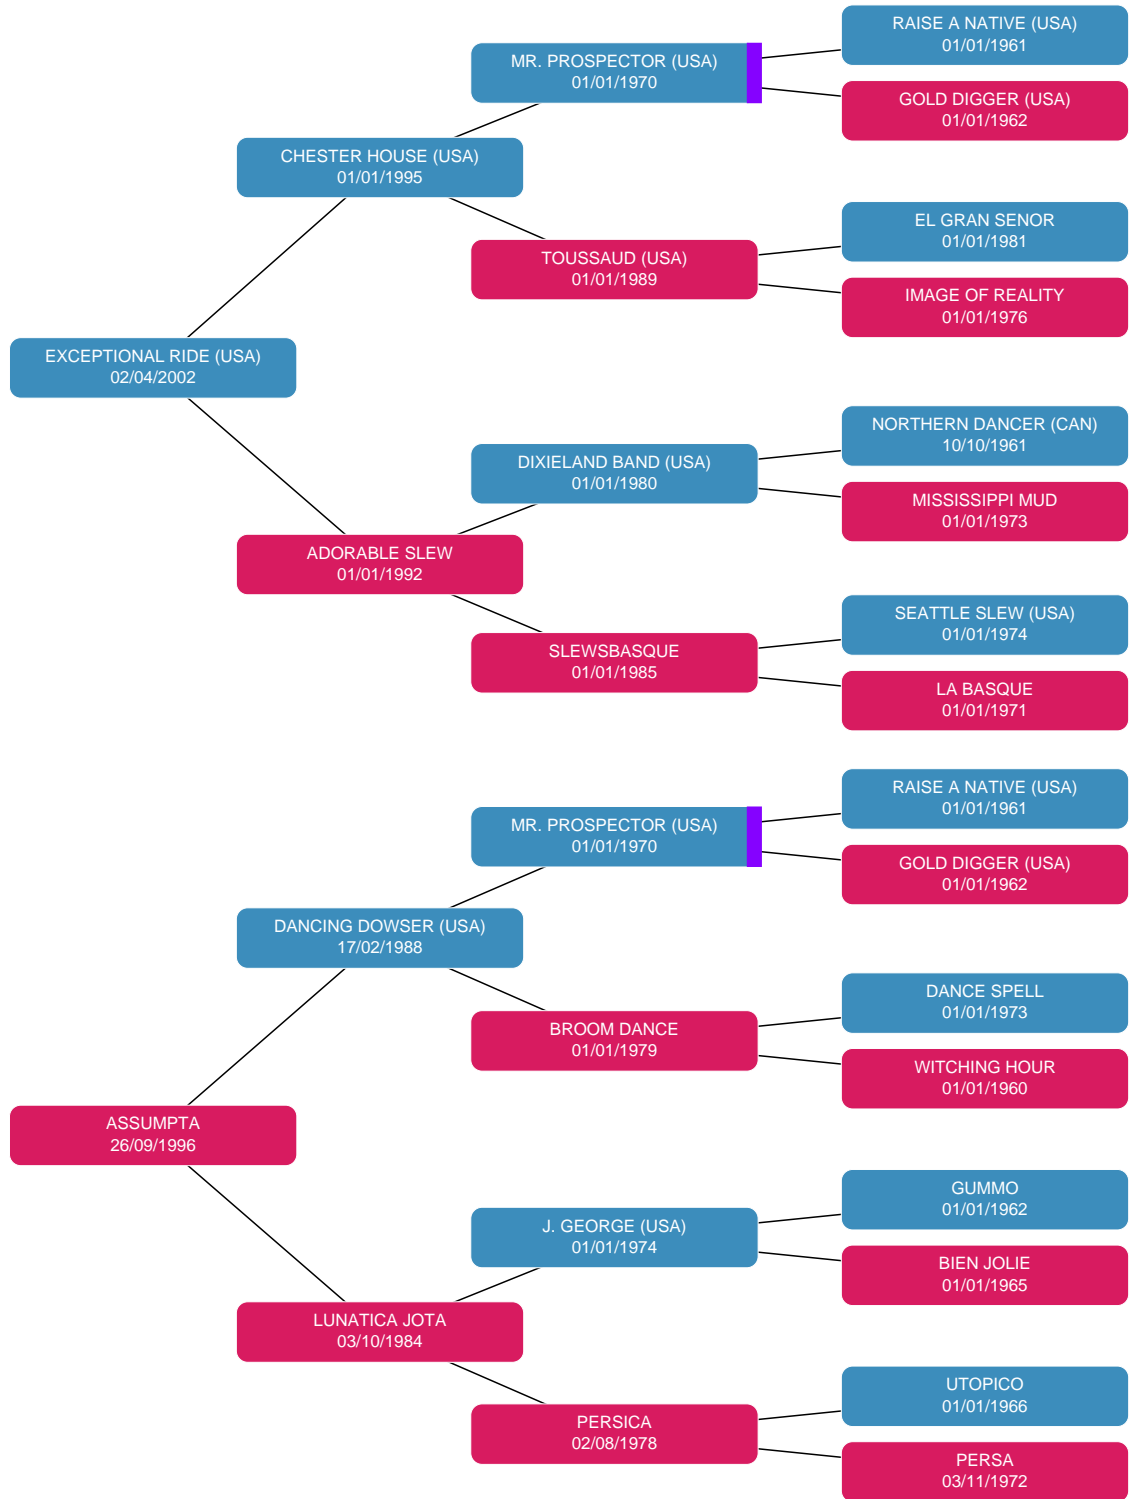 RAISE A NATIVE (USA)
01/01/1961
MR. PROSPECTOR (USA)
01/01/1970
GOLD DIGGER (USA)
01/01/1962
CHESTER HOUSE (USA)
01/01/1995
EL GRAN SENOR
01/01/1981
TOUSSAUD (USA)
01/01/1989
IMAGE OF REALITY
01/01/1976
EXCEPTIONAL RIDE (USA)
02/04/2002
NORTHERN DANCER (CAN)
10/10/1961
DIXIELAND BAND (USA)
01/01/1980
MISSISSIPPI MUD
01/01/1973
ADORABLE SLEW
01/01/1992
SEATTLE SLEW (USA)
01/01/1974
SLEWSBASQUE
01/01/1985
LA BASQUE
01/01/1971
RAISE A NATIVE (USA)
01/01/1961
MR. PROSPECTOR (USA)
01/01/1970
GOLD DIGGER (USA)
01/01/1962
DANCING DOWSER (USA)
17/02/1988
DANCE SPELL
01/01/1973
BROOM DANCE
01/01/1979
WITCHING HOUR
01/01/1960
ASSUMPTA
26/09/1996
GUMMO
01/01/1962
J. GEORGE (USA)
01/01/1974
BIEN JOLIE
01/01/1965
LUNATICA JOTA
03/10/1984
UTOPICO
01/01/1966
PERSICA
02/08/1978
PERSA
03/11/1972